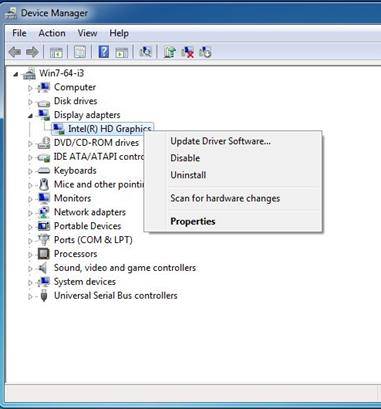 Device Manager
File Action View Help
Win7-64-i3
Computer
Disk drives
Display adapters
Intel(R) HD Graphics
Update Driver Software...
DVD/CD-ROM drives
Disable
IDE ATA/ATAPI contro
Uninstall
Keyboards
Mice and other pointin
Scan for hardware changes
Monitors
Network adapters
Properties
Portable Devices
Ports (COM & LPT)
Processors
Sound, video and game controllers
System devices
Universal Serial Bus controllers